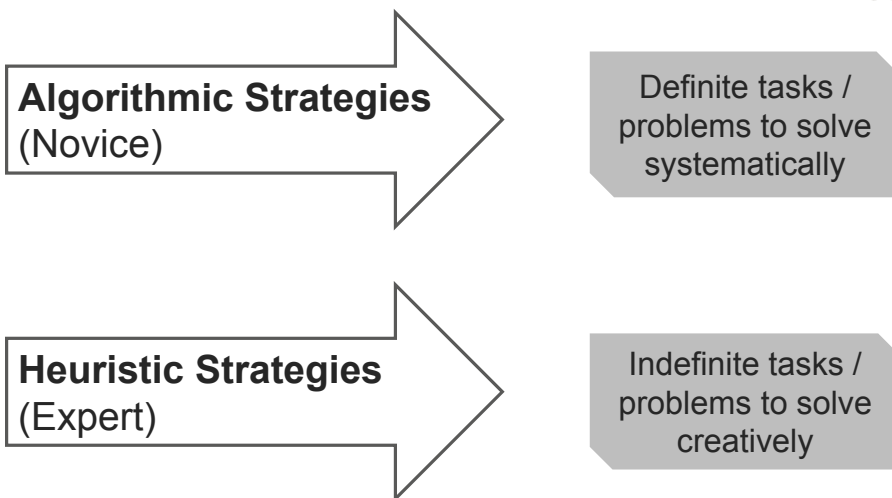 Algorithmic Strategies
(Novice)
Definite tasks /
problems to solve
systematically
Heuristic Strategies
(Expert)
Indefinite tasks /
problems to solve
creatively